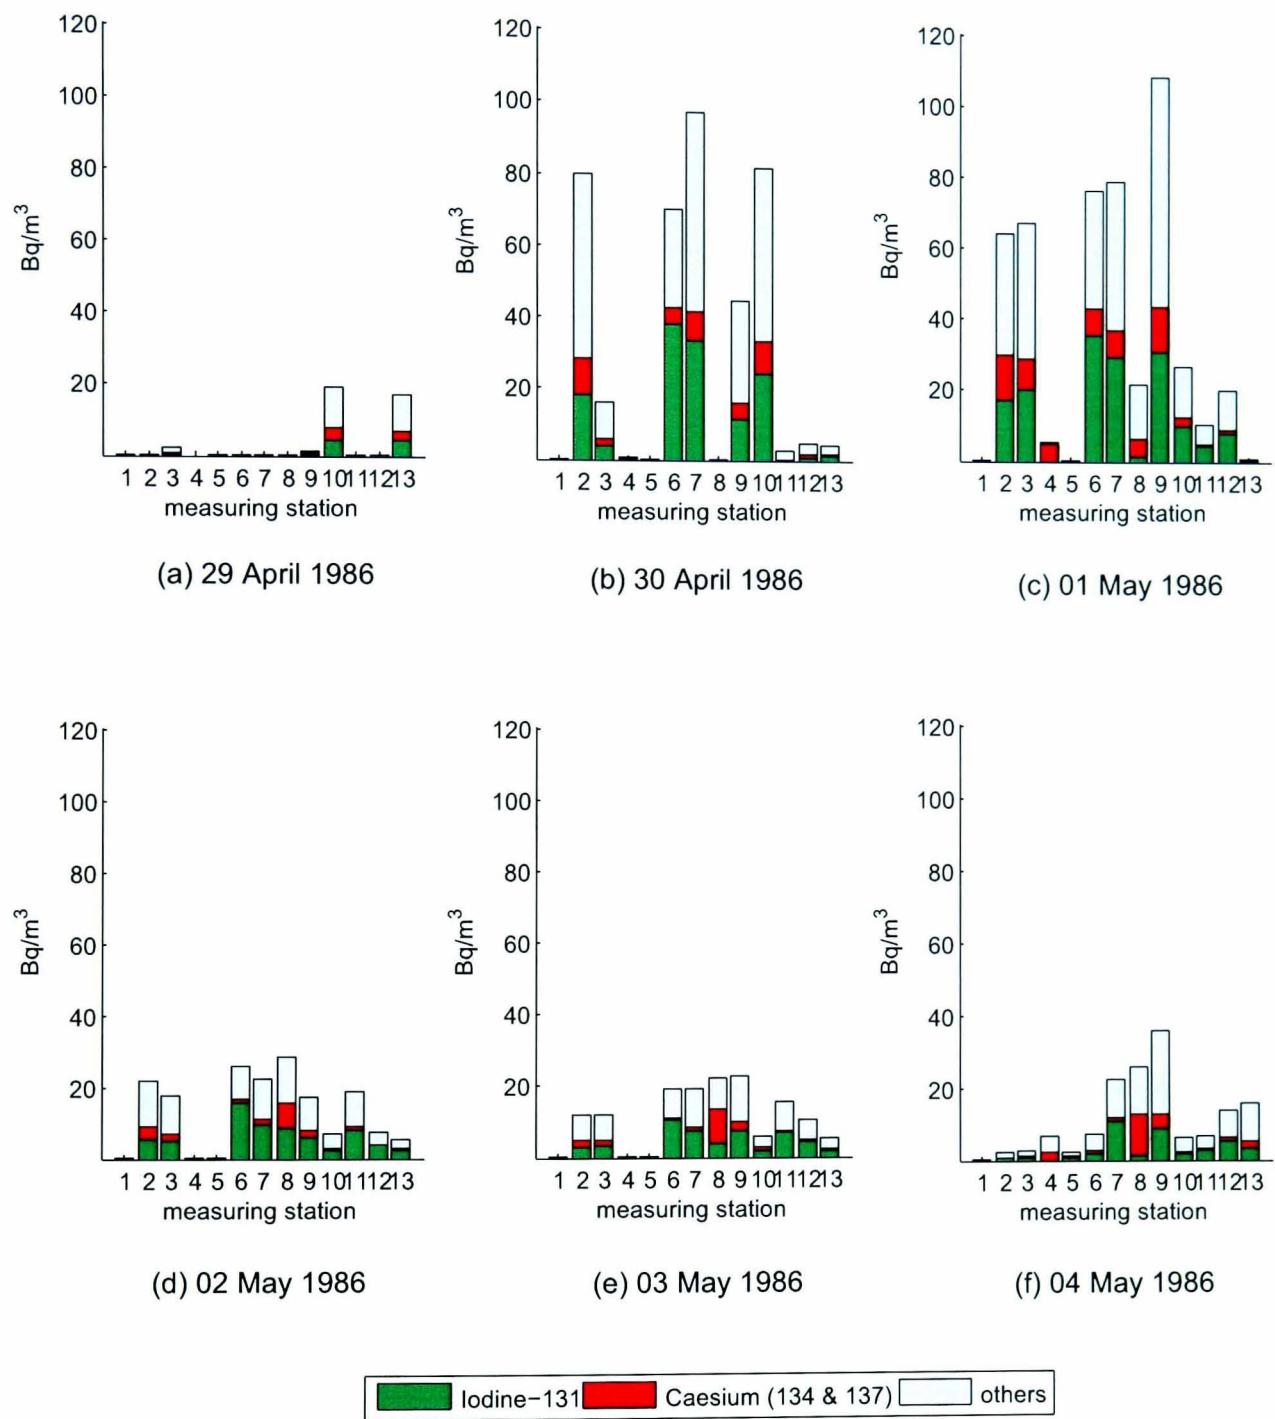 120
100
80
60
40
20
Bq/m³
1 2 3 4 5 6 7 8 9 10 11 12 13
measuring station
(a) 29 April 1986
120
100
80
60
40
20
Bq/m³
1 2 3 4 5 6 7 8 9 10 11 12 13
measuring station
(b) 30 April 1986
120
100
80
60
40
20
Bq/m³
1 2 3 4 5 6 7 8 9 10 11 12 13
measuring station
(c) 01 May 1986
120
100
80
60
40
20
Bq/m³
1 2 3 4 5 6 7 8 9 10 11 12 13
measuring station
(d) 02 May 1986
120
100
80
60
40
20
Bq/m³
1 2 3 4 5 6 7 8 9 10 11 12 13
measuring station
(e) 03 May 1986
120
100
80
60
40
20
Bq/m³
1 2 3 4 5 6 7 8 9 10 11 12 13
measuring station
(f) 04 May 1986
Iodine−131 Caesium (134 & 137) others